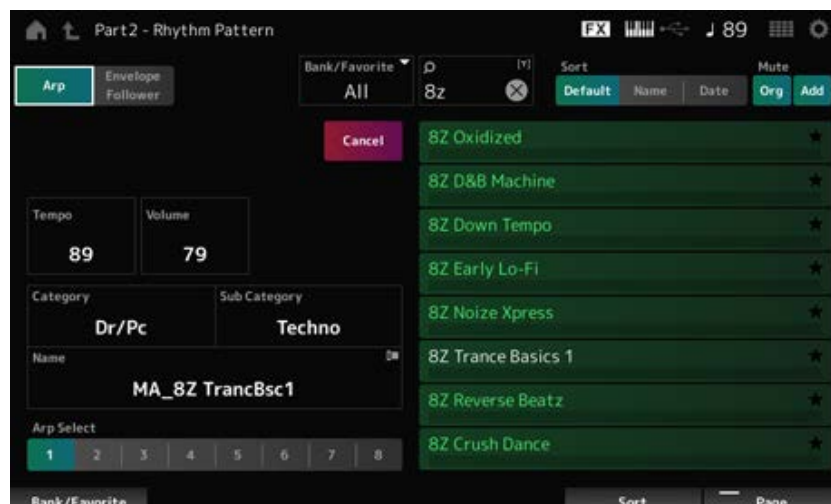 Part2 - Rhythm Pattern
FX
♩ 89
Arp
Envelope
Follower
Bank/Favorite
All
[Y]
8z
Sort
Default
Name
Date
Mute
Org
Add
Cancel
8Z Oxidized
8Z D&B Machine
8Z Down Tempo
8Z Early Lo-Fi
8Z Noize Xpress
8Z Trance Basics 1
8Z Reverse Beatz
8Z Crush Dance
Tempo
89
Volume
79
Category
Dr/Pc
Sub Category
Techno
Name
MA_8Z TrancBsc1
Arp Select
1 2 3 4 5 6 7 8
Bank/Favorite
Sort
Page